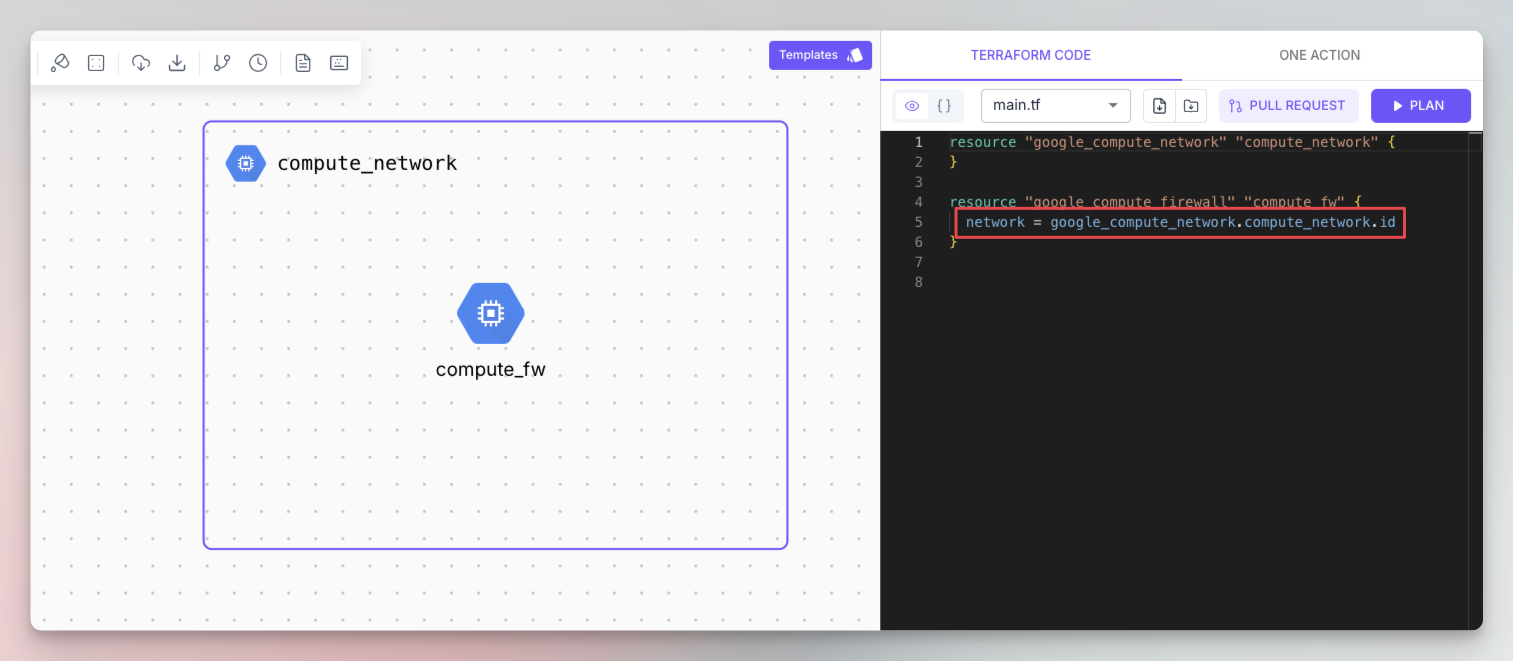 Templates
compute_network
compute_fw
TERRAFORM CODE
ONE ACTION
{ }
main.tf
PULL REQUEST
PLAN
1 resource "google_compute_network" "compute_network" {
2 }
3
4 resource "google_compute_firewall" "compute_fw" {
5 network = google_compute_network.compute_network.id
6 }
7
8